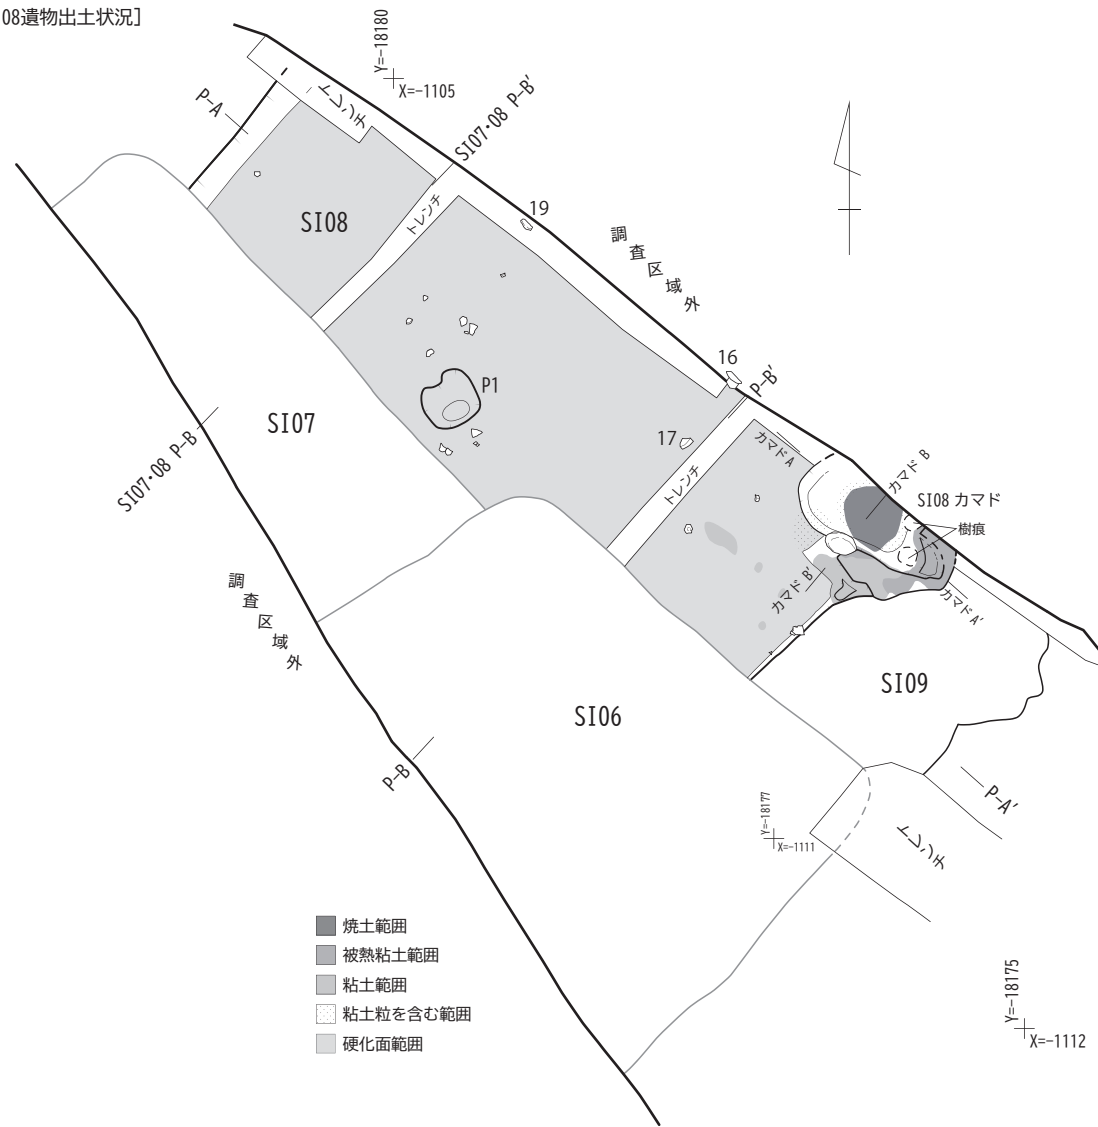 08遺物出土状況]
Y=-18180
X=-1105
P-A
トレンチ
SI07・08 P-B′
SI08
トレンチ
19
調査区域外
16
P-B′
P1
17
SI07
SI07・08 P-B
トレンチ
カマドA
カマド B
SI08 カマド
樹痕
カマド B′
カマドA′
調査区域外
SI09
SI06
P-B
Y=-18177
X=-1111
P-A′
トレンチ
焼土範囲
被熱粘土範囲
粘土範囲
粘土粒を含む範囲
硬化面範囲
Y=-18175
X=-1112